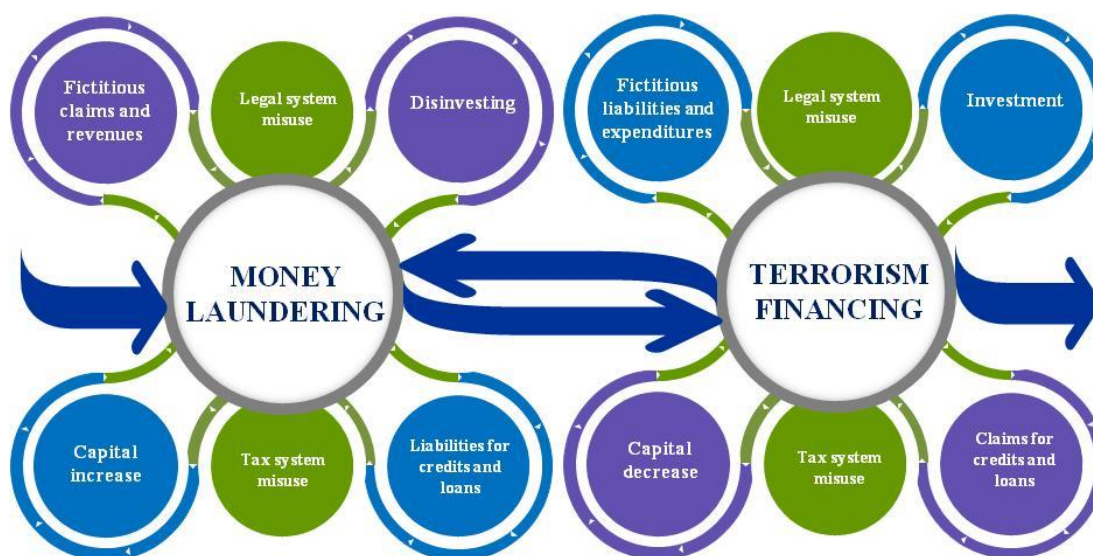 Fictitious
claims and
revenues
Legal system
misuse
Disinvesting
Fictitious
liabilities and
expenditures
Legal system
misuse
Investment
MONEY
LAUNDERING
TERRORISM
FINANCING
Capital
increase
Tax system
misuse
Liabilities for
credits and
loans
Capital
decrease
Tax system
misuse
Claims for
credits and
loans